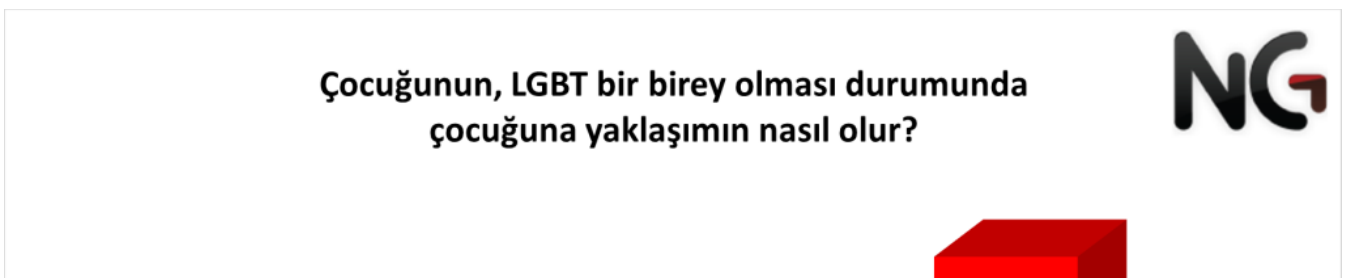 Çocuğunun, LGBT bir birey olması durumunda
çocuğuna yaklaşımın nasıl olur?
NG